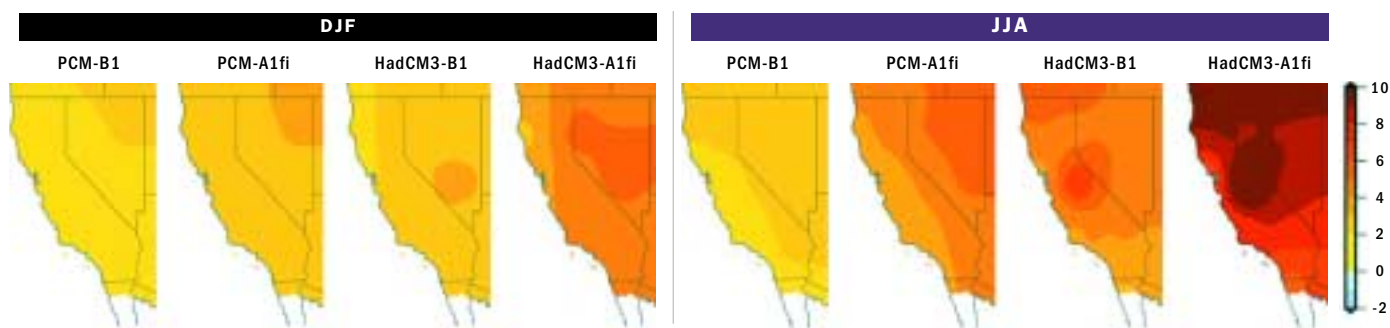 DJF
JJA
PCM-B1 PCM-A1fi HadCM3-B1 HadCM3-A1fi
PCM-B1 PCM-A1fi HadCM3-B1 HadCM3-A1fi
10
8
6
4
2
0
-2